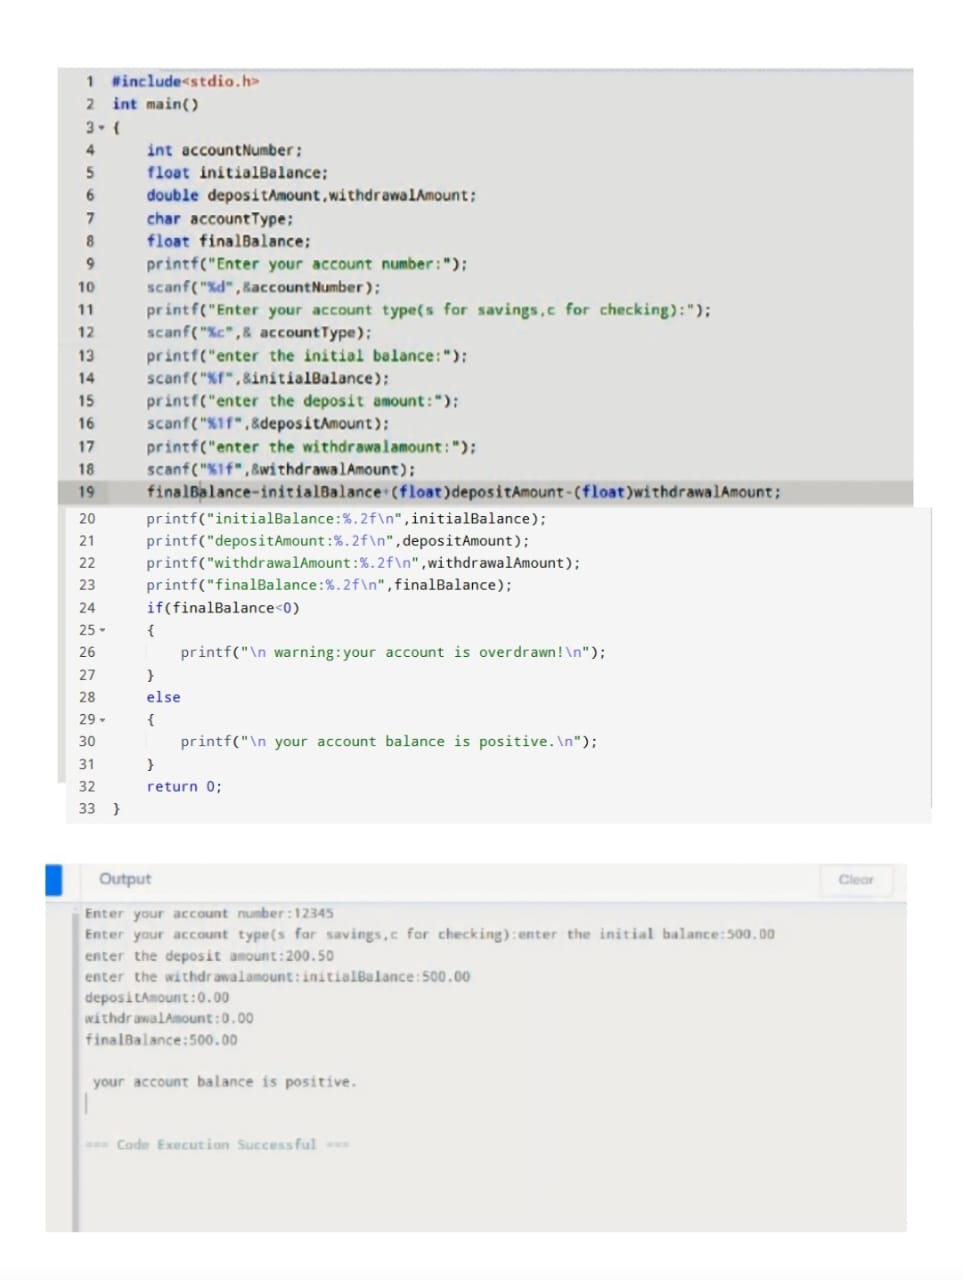 1 #include<stdio.h>
2 int main()
3 {
4 int accountNumber;
5 float initialBalance;
6 double depositAmount,withdrawalAmount;
7 char accountType;
8 float finalBalance;
9 printf("Enter your account number:");
10 scanf("%d",&accountNumber);
11 printf("Enter your account type(s for savings,c for checking):");
12 scanf("%c",& accountType);
13 printf("enter the initial balance:");
14 scanf("%f",&initialBalance);
15 printf("enter the deposit amount:");
16 scanf("%1f",&depositAmount);
17 printf("enter the withdrawalamount:");
18 scanf("%1f",&withdrawalAmount);
19 finalBalance=initialBalance+(float)depositAmount-(float)withdrawalAmount;
20 printf("initialBalance:%.2f\n",initialBalance);
21 printf("depositAmount:%.2f\n",depositAmount);
22 printf("withdrawalAmount:%.2f\n",withdrawalAmount);
23 printf("finalBalance:%.2f\n",finalBalance);
24 if(finalBalance<0)
25 {
26 printf("\n warning:your account is overdrawn!\n");
27 }
28 else
29 {
30 printf("\n your account balance is positive.\n");
31 }
32 return 0;
33 }
Output Clear
Enter your account number:12345
Enter your account type(s for savings,c for checking):enter the initial balance:500.00
enter the deposit amount:200.50
enter the withdrawalamount:initialBalance:500.00
depositAmount:0.00
withdrawalAmount:0.00
finalBalance:500.00
your account balance is positive.
=== Code Execution Successful ===